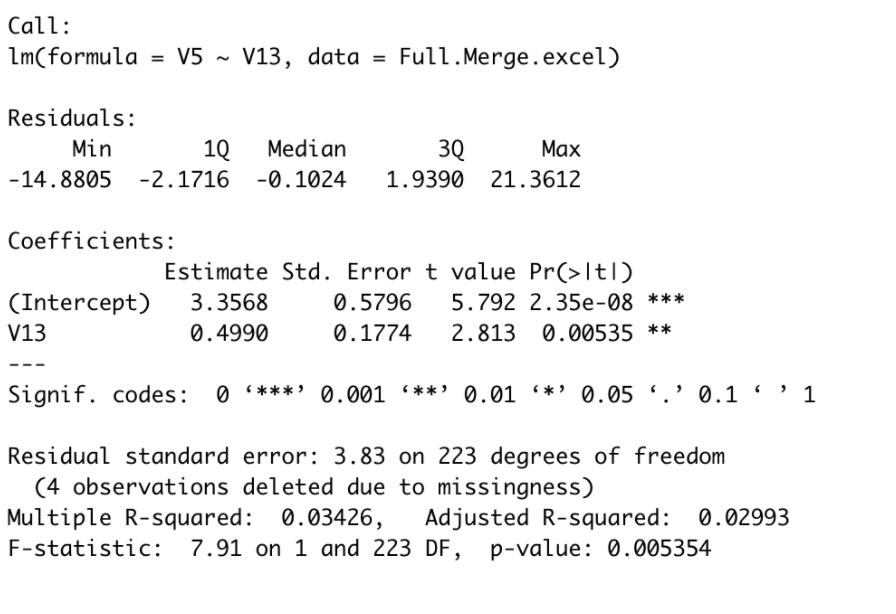 Call:
lm(formula = V5 ~ V13, data = Full.Merge.excel)
Residuals:
Min 1Q Median 3Q Max
-14.8805 -2.1716 -0.1024 1.9390 21.3612
Coefficients:
Estimate Std. Error t value Pr(>|t|)
(Intercept) 3.3568 0.5796 5.792 2.35e-08 ***
V13 0.4990 0.1774 2.813 0.00535 **
---
Signif. codes: 0 ‘***’ 0.001 ‘**’ 0.01 ‘*’ 0.05 ‘.’ 0.1 ‘ ’ 1
Residual standard error: 3.83 on 223 degrees of freedom
(4 observations deleted due to missingness)
Multiple R-squared: 0.03426, Adjusted R-squared: 0.02993
F-statistic: 7.91 on 1 and 223 DF, p-value: 0.005354